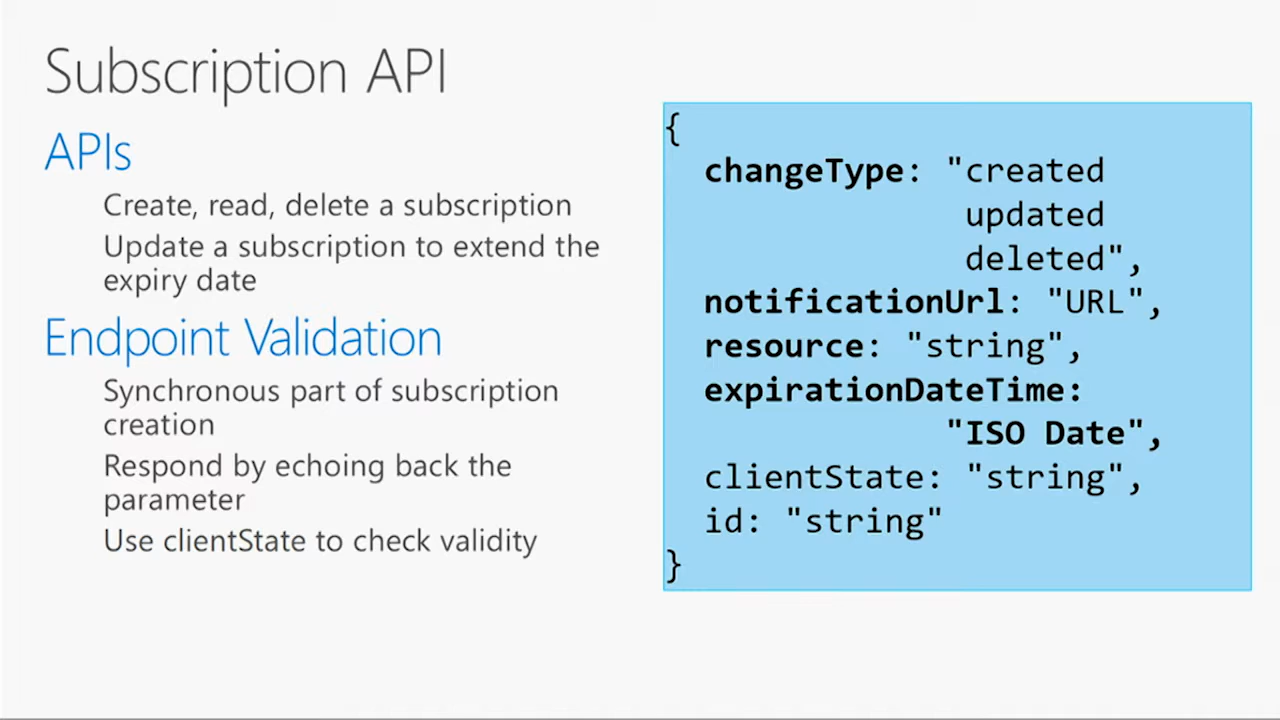 Subscription API
APIs
Create, read, delete a subscription
Update a subscription to extend the
expiry date
Endpoint Validation
Synchronous part of subscription
creation
Respond by echoing back the
parameter
Use clientState to check validity
{
changeType: "created
updated
deleted",
notificationUrl: "URL",
resource: "string",
expirationDateTime:
"ISO Date",
clientState: "string",
id: "string"
}